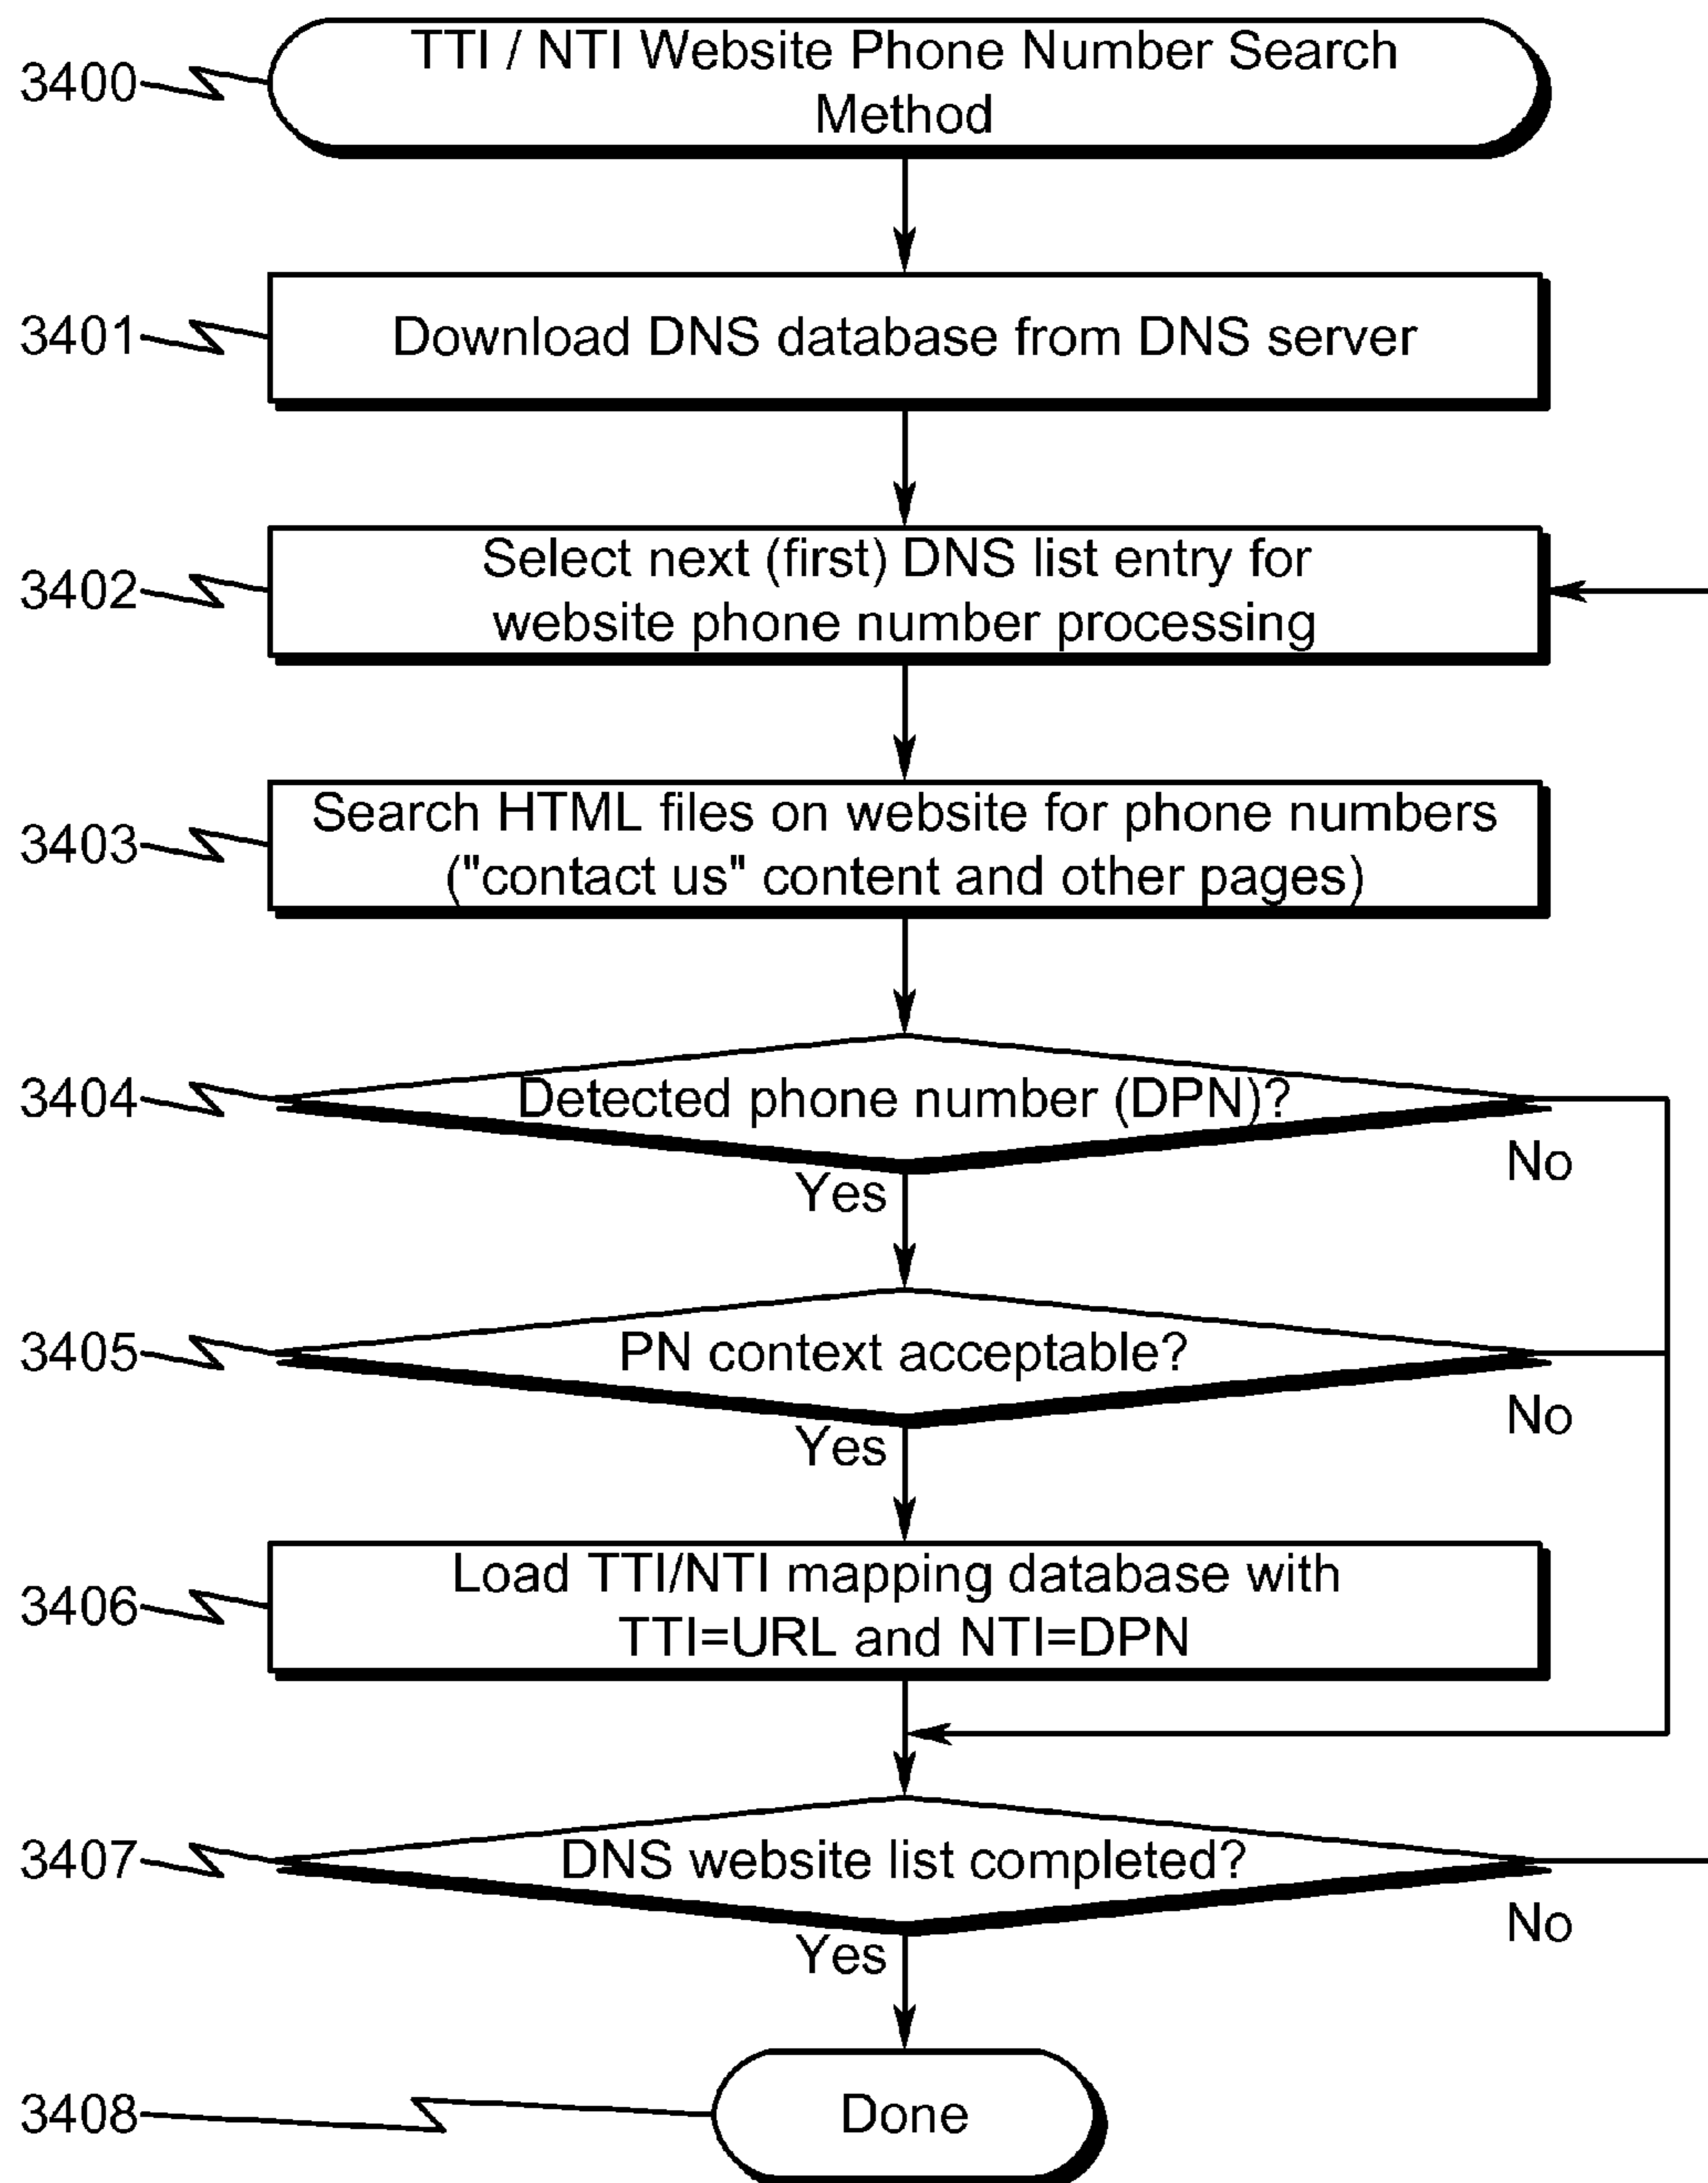 3400
TTI / NTI Website Phone Number Search
Method
3401
Download DNS database from DNS server
3402
Select next (first) DNS list entry for
website phone number processing
3403
Search HTML files on website for phone numbers
("contact us" content and other pages)
3404
Detected phone number (DPN)?
No
Yes
3405
PN context acceptable?
No
Yes
3406
Load TTI/NTI mapping database with
TTI=URL and NTI=DPN
3407
DNS website list completed?
No
Yes
3408
Done